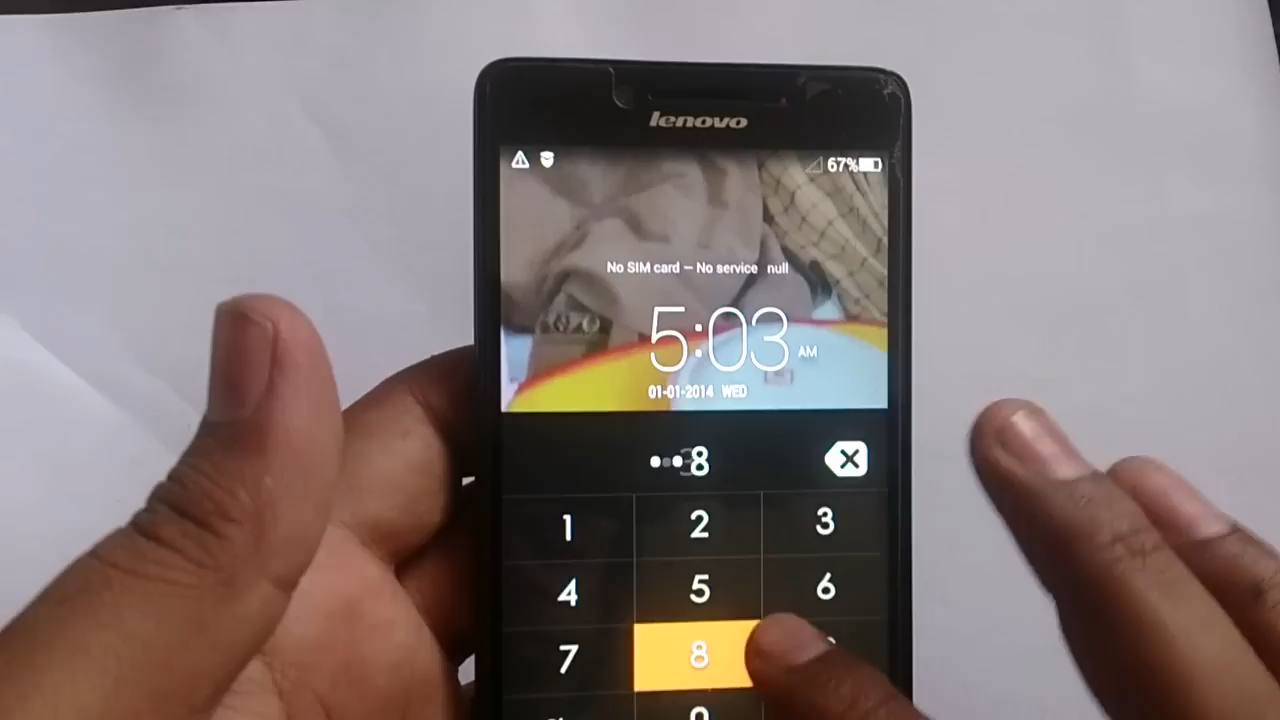 lenovo
67%
No SIM card — No service null
5:03 AM
01-01-2014 WED
8
1 2 3
4 5 6
7 8